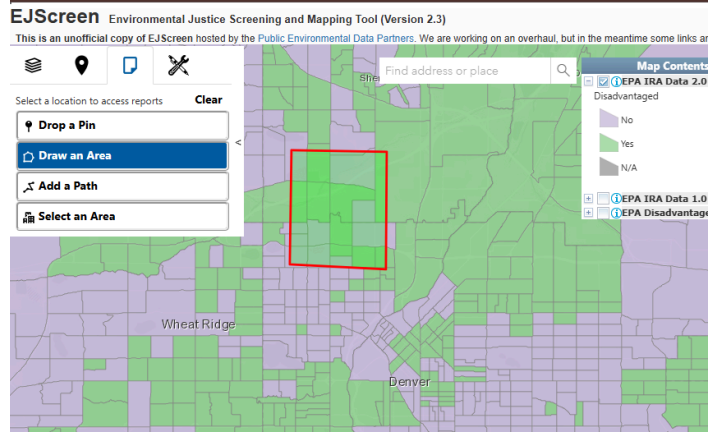 EJScreen Environmental Justice Screening and Mapping Tool (Version 2.3)
This is an unofficial copy of EJScreen hosted by the Public Environmental Data Partners. We are working on an overhaul, but in the meantime some links ar
Find address or place
Map Contents
EPA IRA Data 2.0
Disadvantaged
No
Yes
N/A
EPA IRA Data 1.0
EPA Disadvantage
Select a location to access reports Clear
Drop a Pin
Draw an Area
Add a Path
Select an Area
<
She
Wheat Ridge
Denver